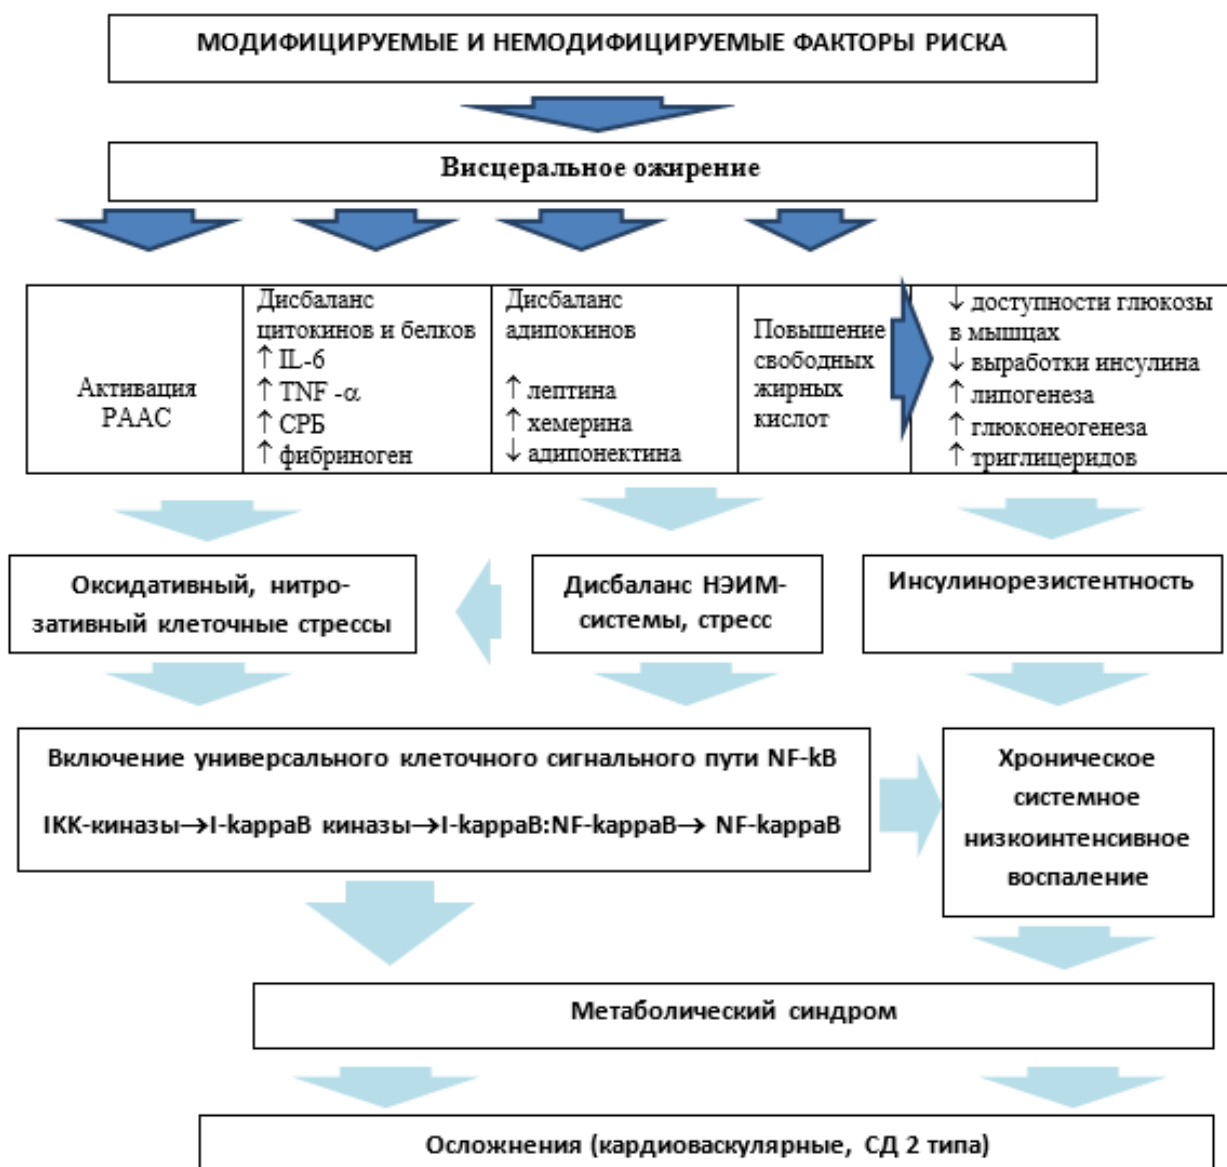 МОДИФИЦИРУЕМЫЕ И НЕМОДИФИЦИРУЕМЫЕ ФАКТОРЫ РИСКА
Висцеральное ожирение
Активация
РААС
Дисбаланс
цитокинов и белков
↑ IL-6
↑ TNF -α
↑ СРБ
↑ фибриноген
Дисбаланс
адипокинов
↑ лептина
↑ хемерина
↓ адипонектина
Повышение
свободных
жирных
кислот
↓ доступности глюкозы
в мышцах
↓ выработки инсулина
↑ липогенеза
↑ глюконеогенеза
↑ триглицеридов
Оксидативный, нитро-
зативный клеточные стрессы
Дисбаланс НЭИМ-
системы, стресс
Инсулинорезистентность
Включение универсального клеточного сигнального пути NF-kB
IKK-киназы→I-kappaB киназы→I-kappaB:NF-kappaB→ NF-kappaB
Хроническое
системное
низкоинтенсивное
воспаление
Метаболический синдром
Осложнения (кардиоваскулярные, СД 2 типа)